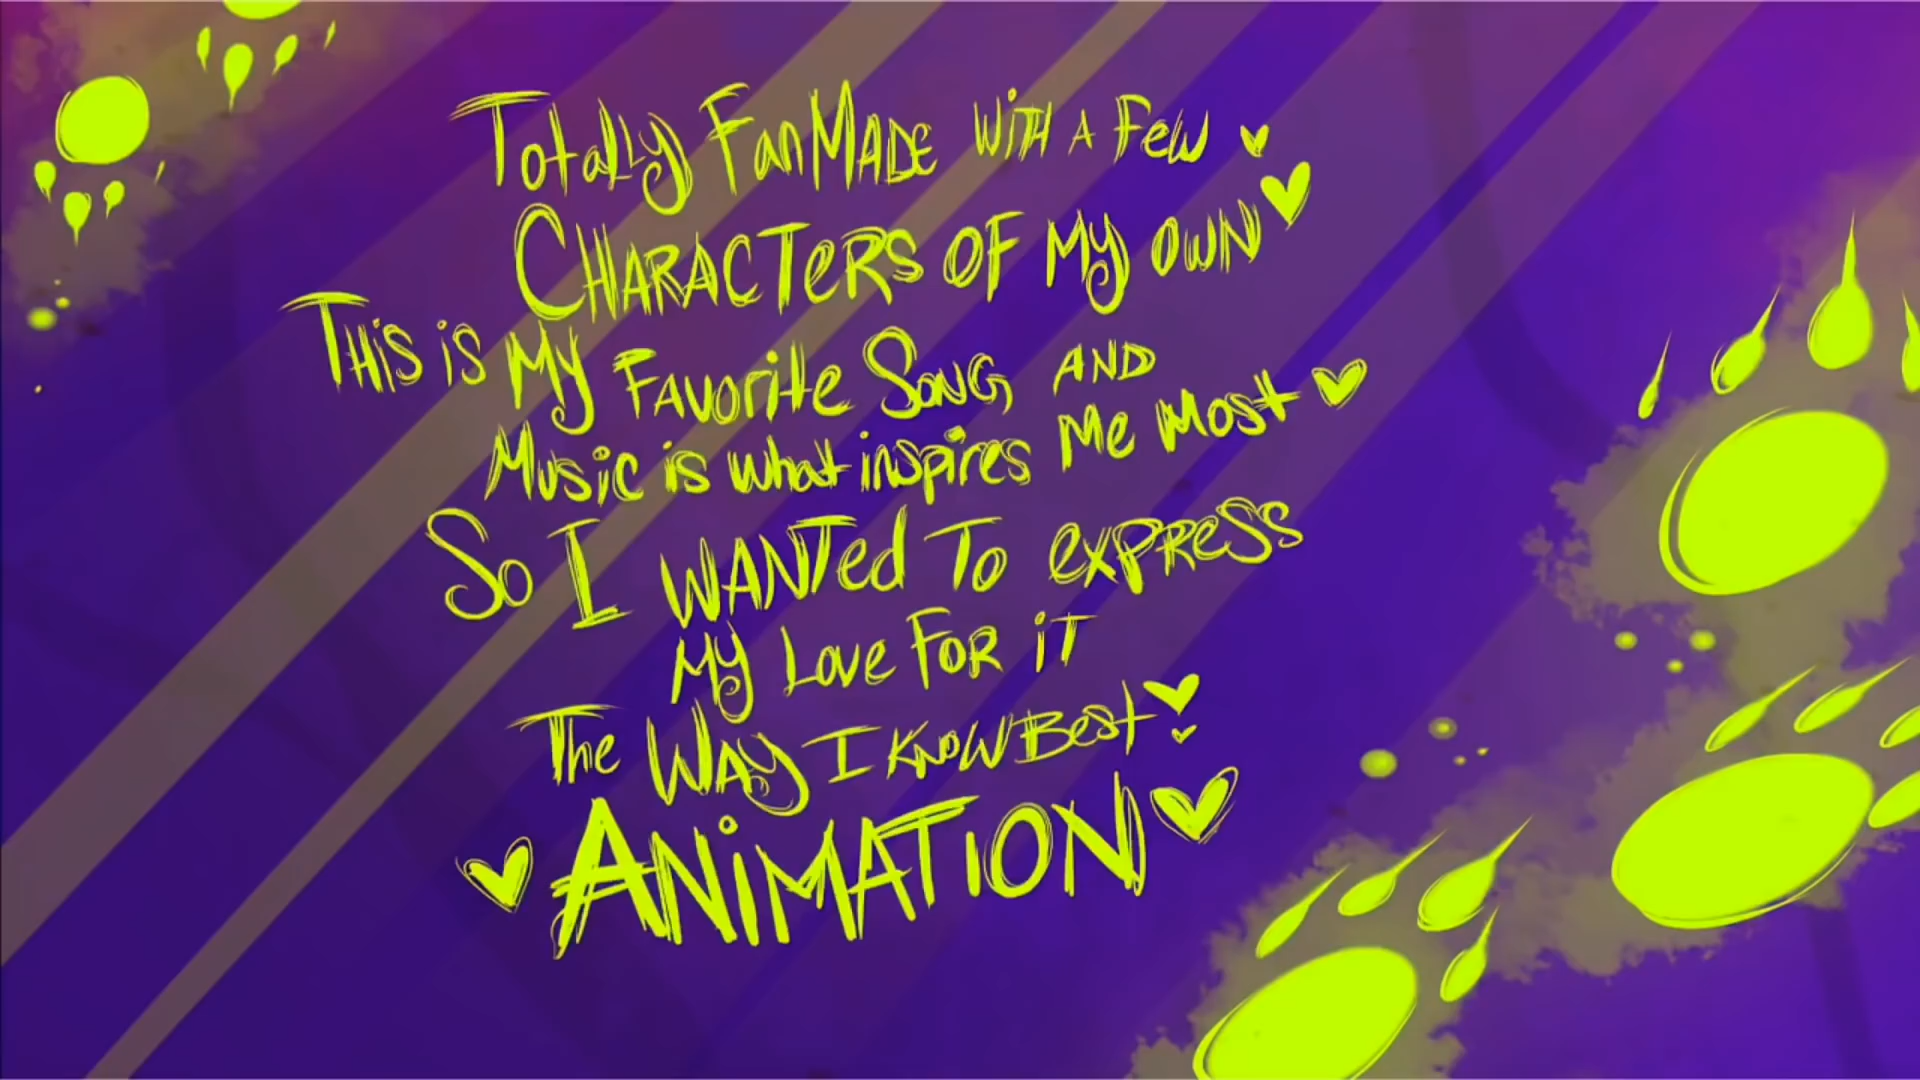 Totally FanMADE WiTH A Few
CHARACTeRS OF My OWN
THis is My FAvorite SoNG, AND
Music is what inspires Me Most
So I WANTed To exPReSS
My Love FoR iT
The WAy I KNOW Best
ANiMATiON